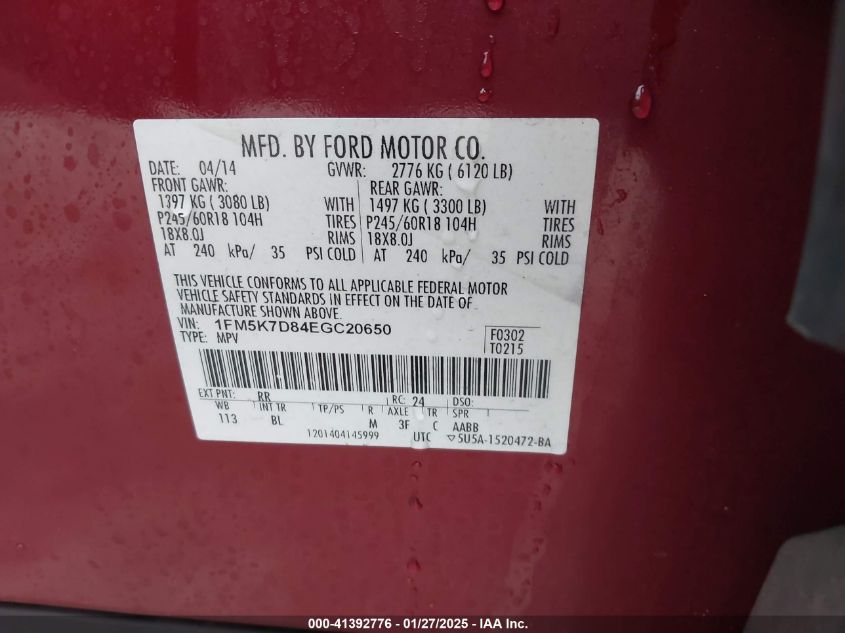 MFD. BY FORD MOTOR CO.
DATE: 04/14 GVWR: 2776 KG ( 6120 LB)
FRONT GAWR: REAR GAWR:
1397 KG ( 3080 LB) WITH 1497 KG ( 3300 LB) WITH
P245/60R18 104H TIRES P245/60R18 104H TIRES
18X8.0J RIMS 18X8.0J RIMS
AT 240 kPa/ 35 PSI COLD AT 240 kPa/ 35 PSI COLD
THIS VEHICLE CONFORMS TO ALL APPLICABLE FEDERAL MOTOR
VEHICLE SAFETY STANDARDS IN EFFECT ON THE DATE OF
MANUFACTURE SHOWN ABOVE.
VIN: 1FM5K7D84EGC20650
TYPE: MPV
F0302
T0215
EXT PNT: RR RC: 24 DSO:
WB INT TR TP/PS R AXLE TR SPR
113 BL M 3F C AABB
1201404145999 UTC ▽5U5A-1520472-BA
000-41392776 — 01/27/2025 — IAA Inc.